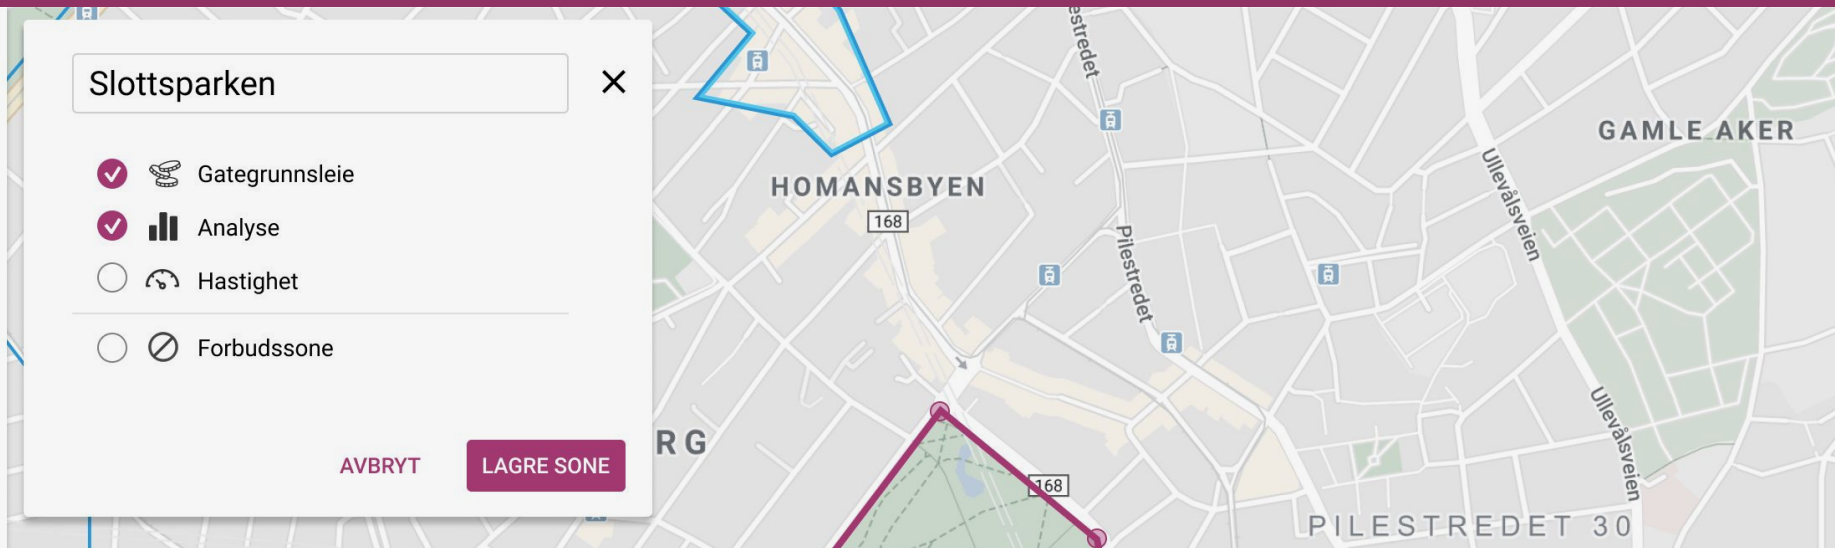 Slottsparken
Gategrunnsleie
Analyse
Hastighet
Forbudssone
AVBRYT
LAGRE SONE
estredet
HOMANSBYEN
168
Pilestredet
GAMLE AKER
Ullevålsveien
Ullevålsveien
RG
168
PILESTREDET 30